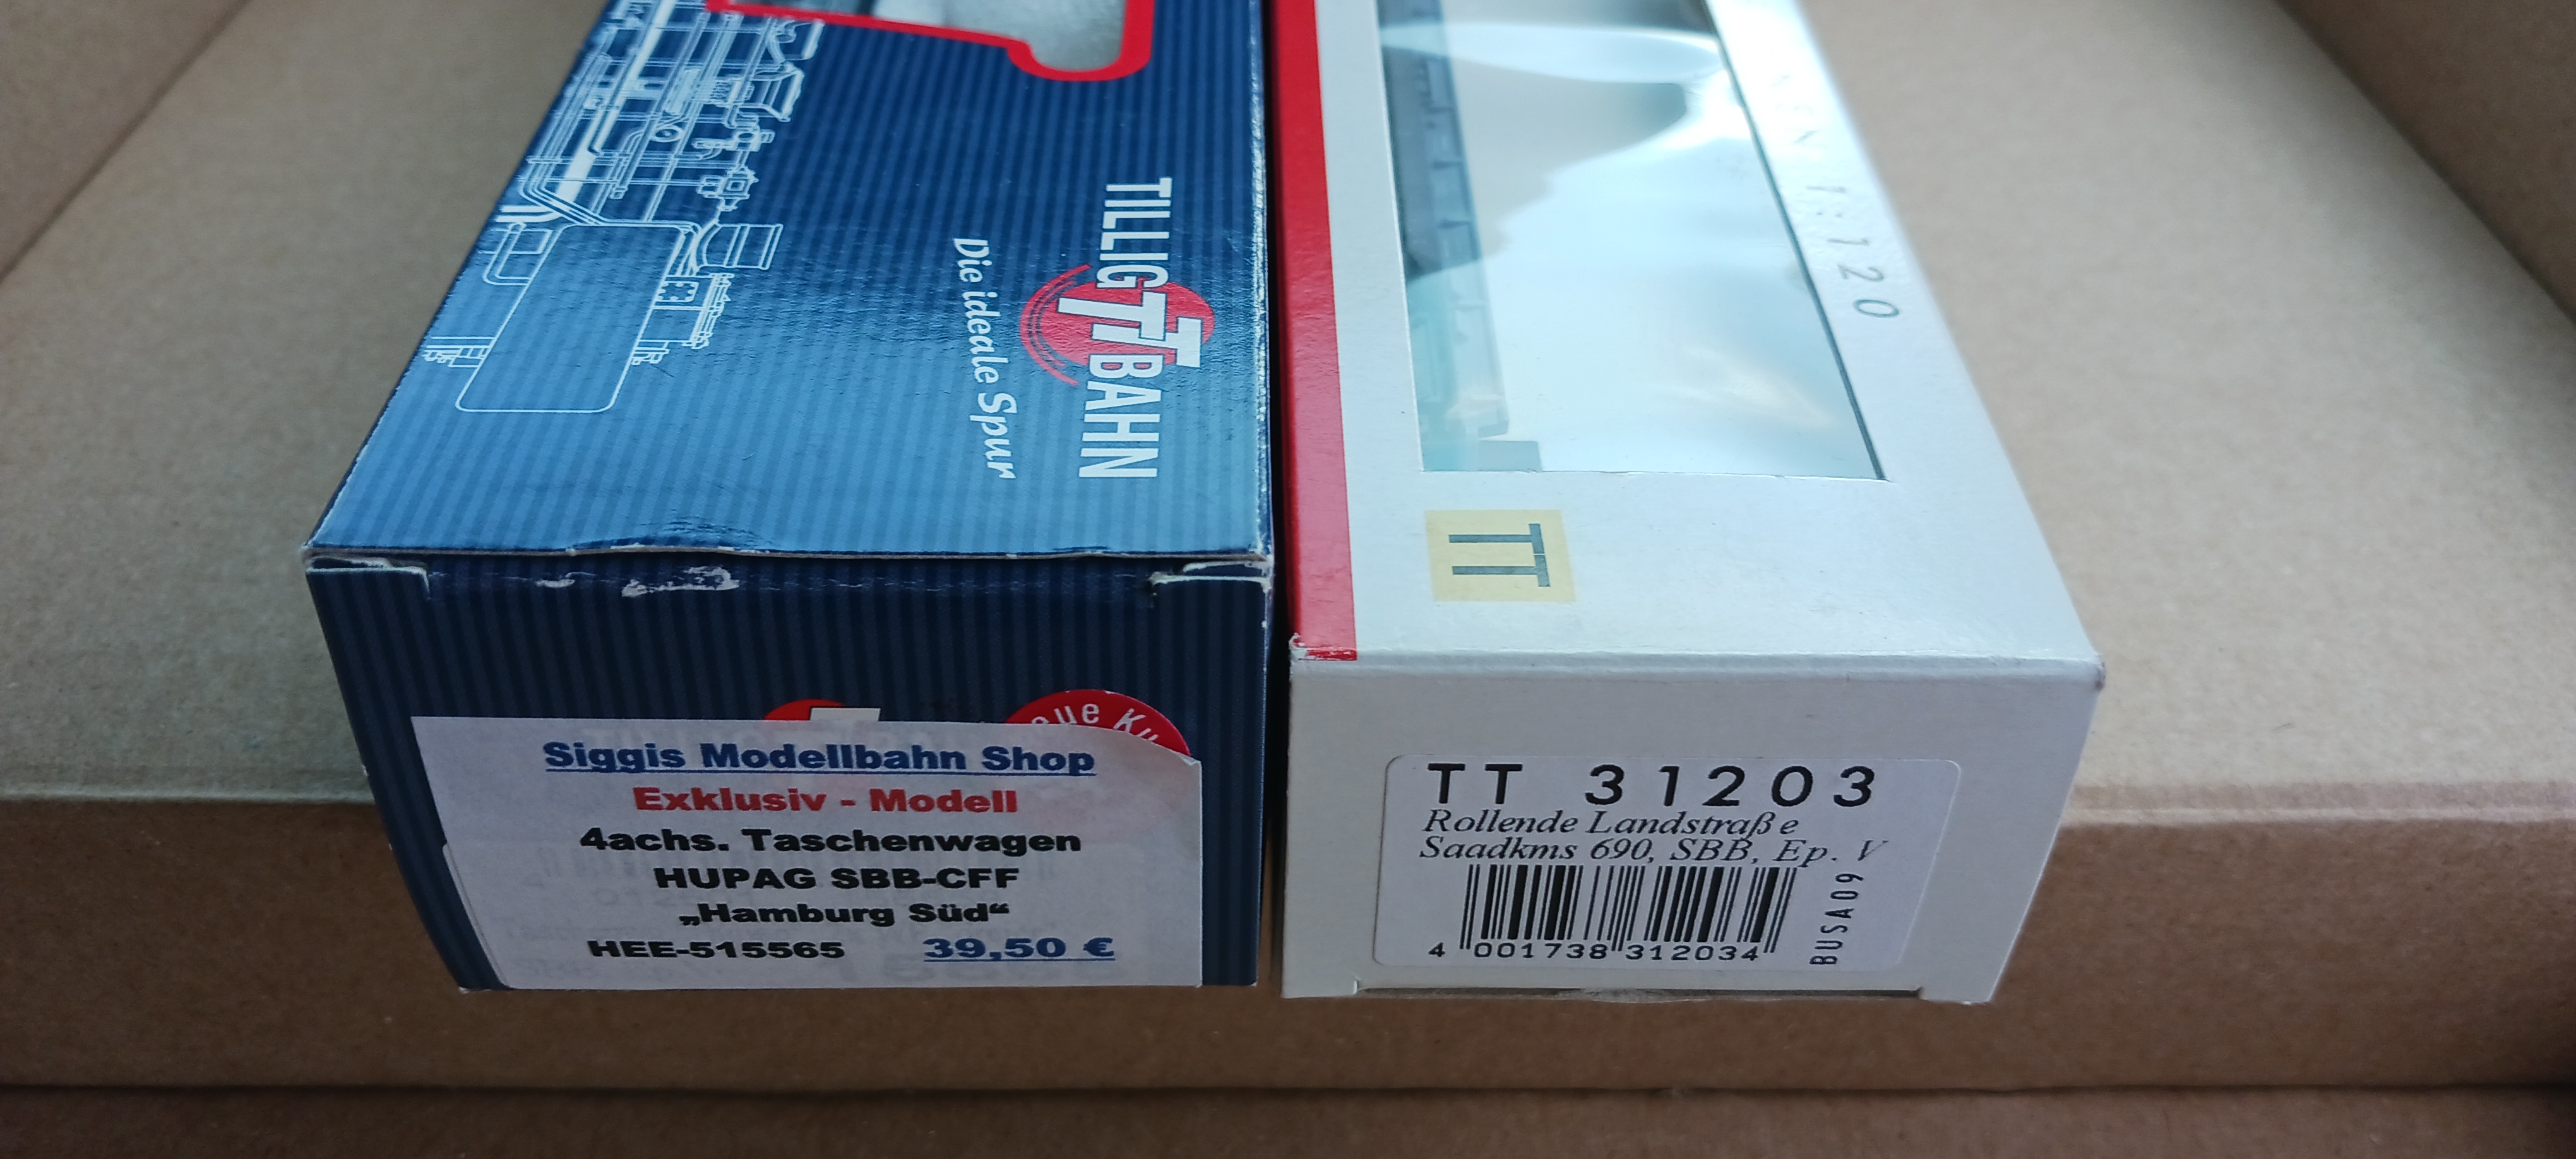 TILLIG TT BAHN
Die ideale Spur
Siggis Modellbahn Shop
Exklusiv - Modell
4achs. Taschenwagen
HUPAG SBB-CFF
„Hamburg Süd“
HEE-515565 39,50 €
1:120
TT
TT 31203
Rollende Landstraße
Saadkms 690, SBB, Ep. V
BUSA09
4 001738 312034